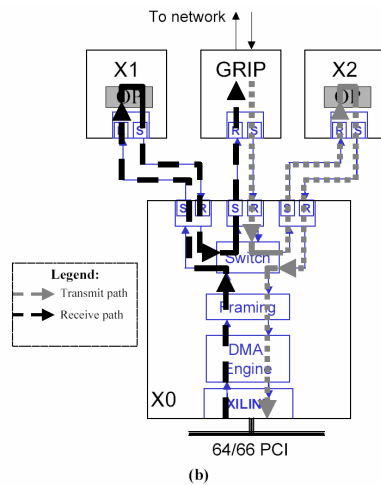 To network
X1
GRIP
X2
OP
OP
S
R S
R S
S R
S R
S R
Switch
Framing
DMA
Engine
XILINX
X0
64/66 PCI
Legend:
Transmit path
Receive path
(b)